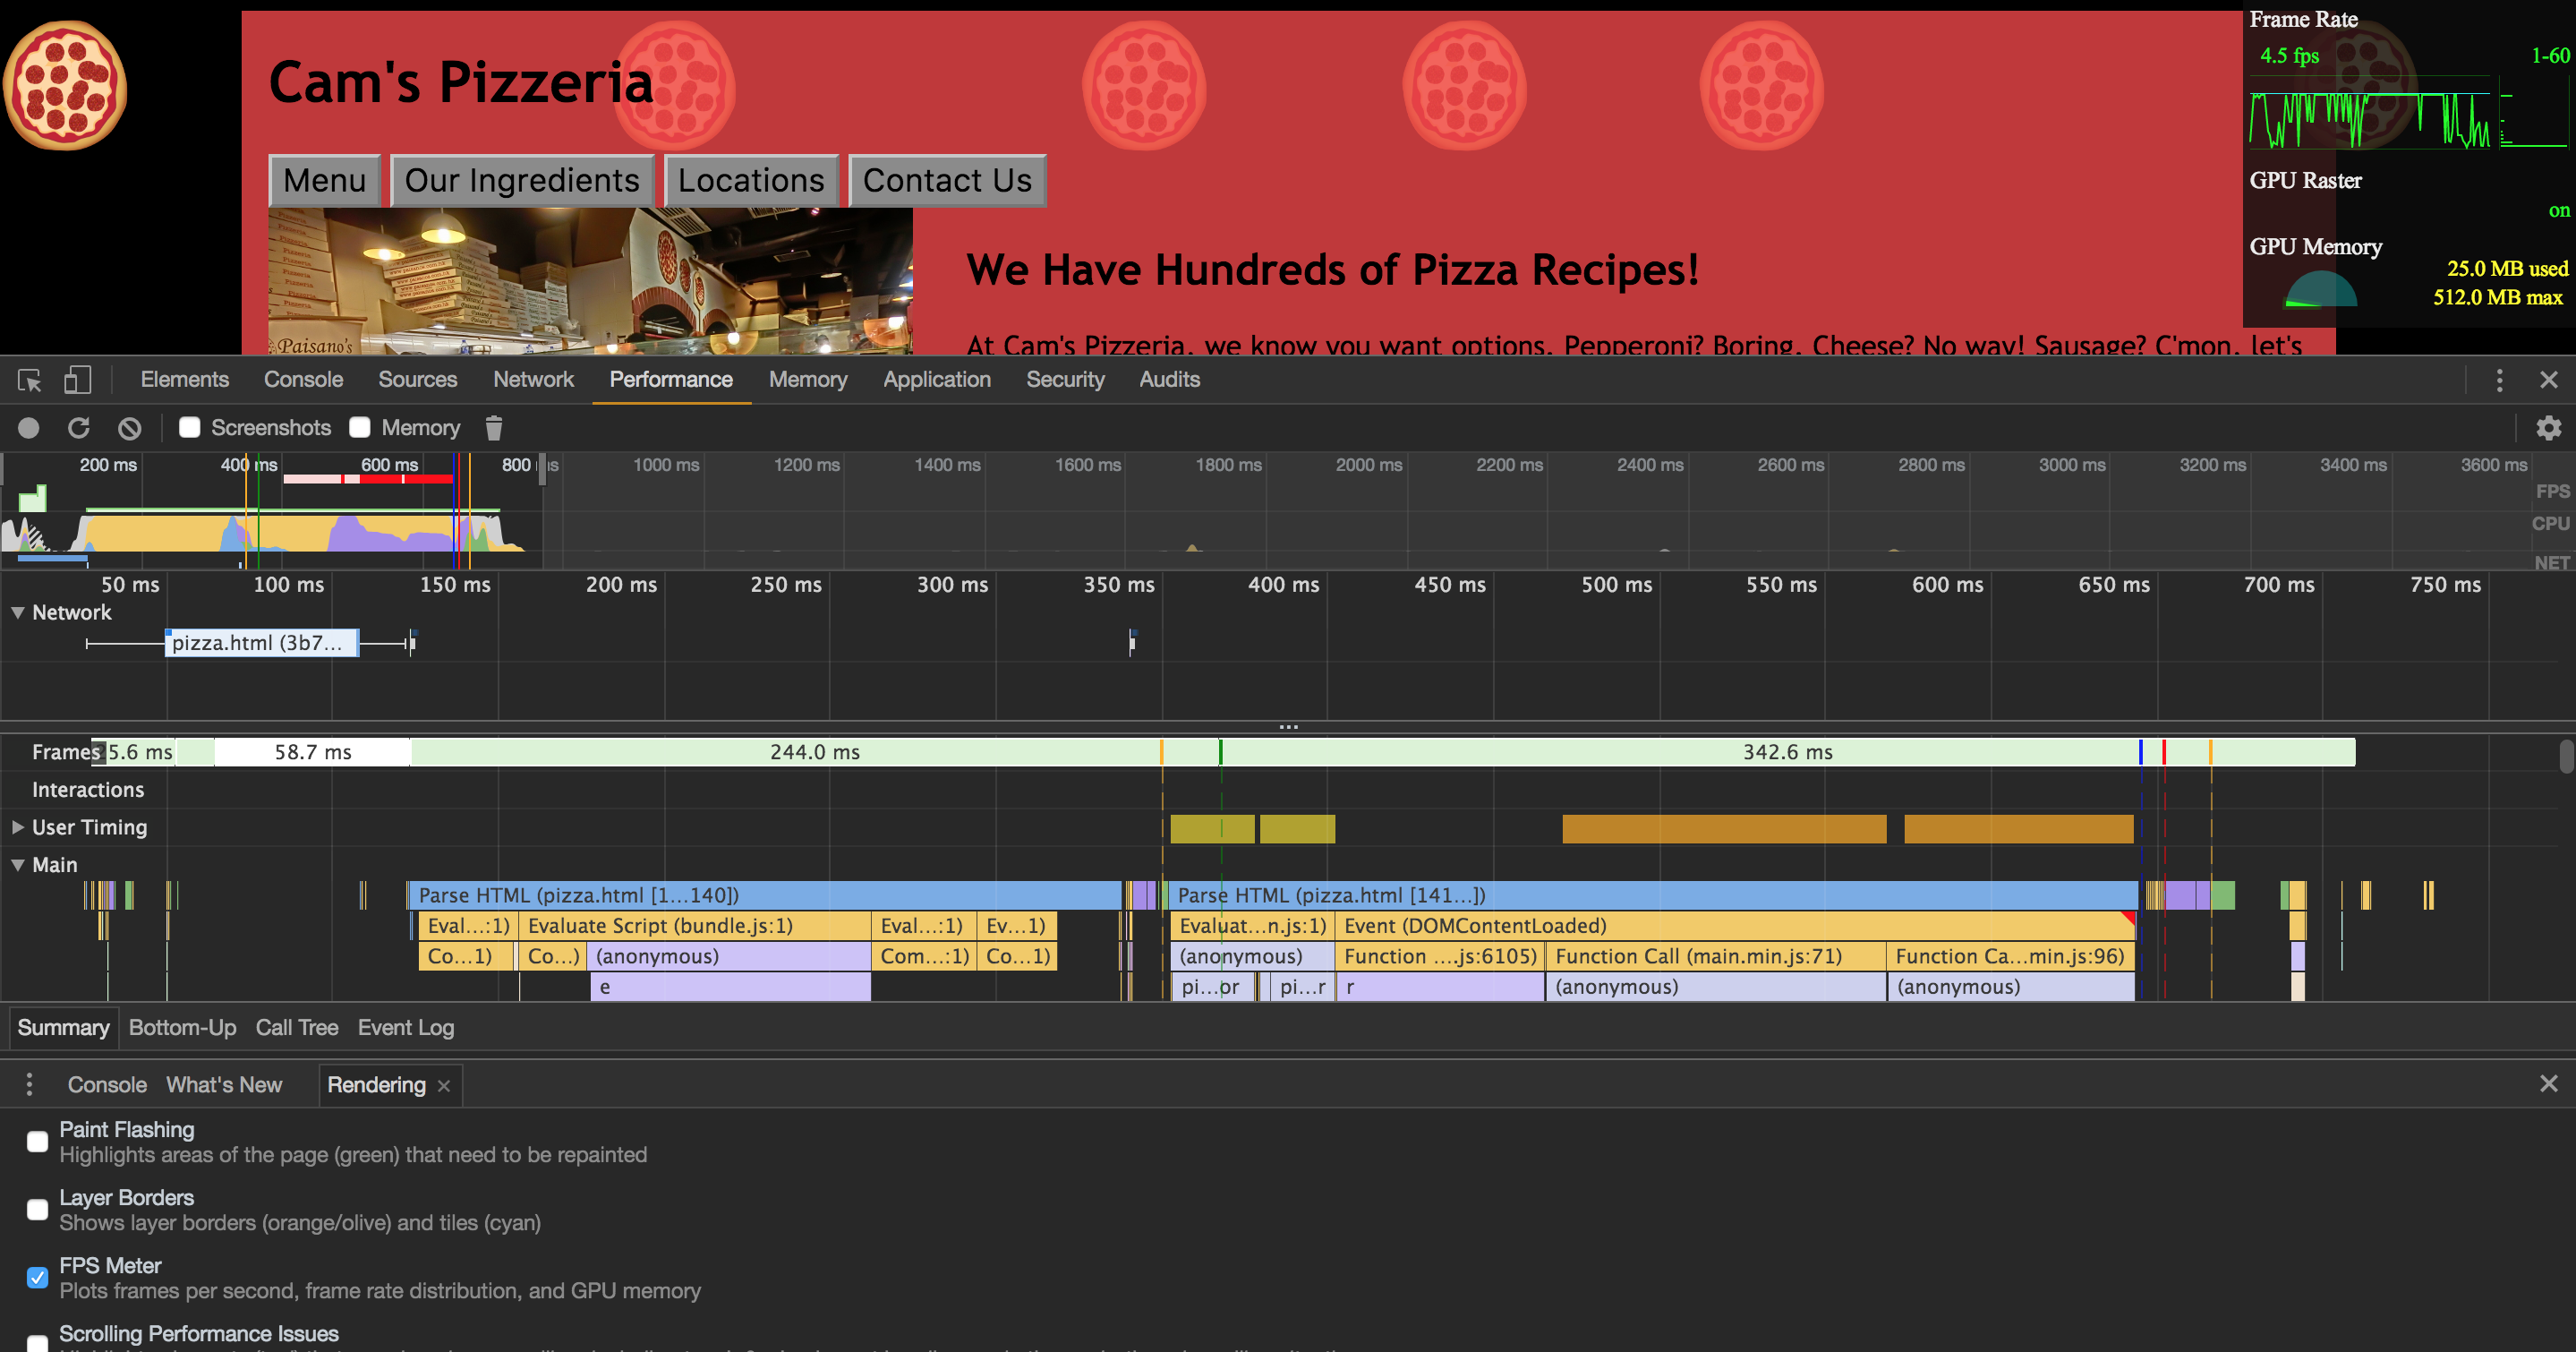 Cam's Pizzeria
Menu Our Ingredients Locations Contact Us
We Have Hundreds of Pizza Recipes!
At Cam's Pizzeria, we know you want options. Pepperoni? Boring. Cheese? No way! Sausage? C'mon, let's
Paisano's
Frame Rate
4.5 fps 1-60
GPU Raster
on
GPU Memory
25.0 MB used
512.0 MB max
Elements Console Sources Network Performance Memory Application Security Audits
Screenshots Memory
200 ms 400 ms 600 ms 800 ms 1000 ms 1200 ms 1400 ms 1600 ms 1800 ms 2000 ms 2200 ms 2400 ms 2600 ms 2800 ms 3000 ms 3200 ms 3400 ms 3600 ms
FPS
CPU
NET
50 ms 100 ms 150 ms 200 ms 250 ms 300 ms 350 ms 400 ms 450 ms 500 ms 550 ms 600 ms 650 ms 700 ms 750 ms
Network
pizza.html (3b7...
Frames 5.6 ms 58.7 ms 244.0 ms 342.6 ms
Interactions
User Timing
Main
Parse HTML (pizza.html [1...140]) Parse HTML (pizza.html [141...])
Eval...:1) Evaluate Script (bundle.js:1) Eval...:1) Ev...1) Evaluat...n.js:1) Event (DOMContentLoaded)
Co...1) Co...) (anonymous) Com...:1) Co...1) (anonymous) Function ....js:6105) Function Call (main.min.js:71) Function Ca...min.js:96)
e pi...or pi...r r (anonymous) (anonymous)
Summary Bottom-Up Call Tree Event Log
Console What's New Rendering
Paint Flashing
Highlights areas of the page (green) that need to be repainted
Layer Borders
Shows layer borders (orange/olive) and tiles (cyan)
FPS Meter
Plots frames per second, frame rate distribution, and GPU memory
Scrolling Performance Issues